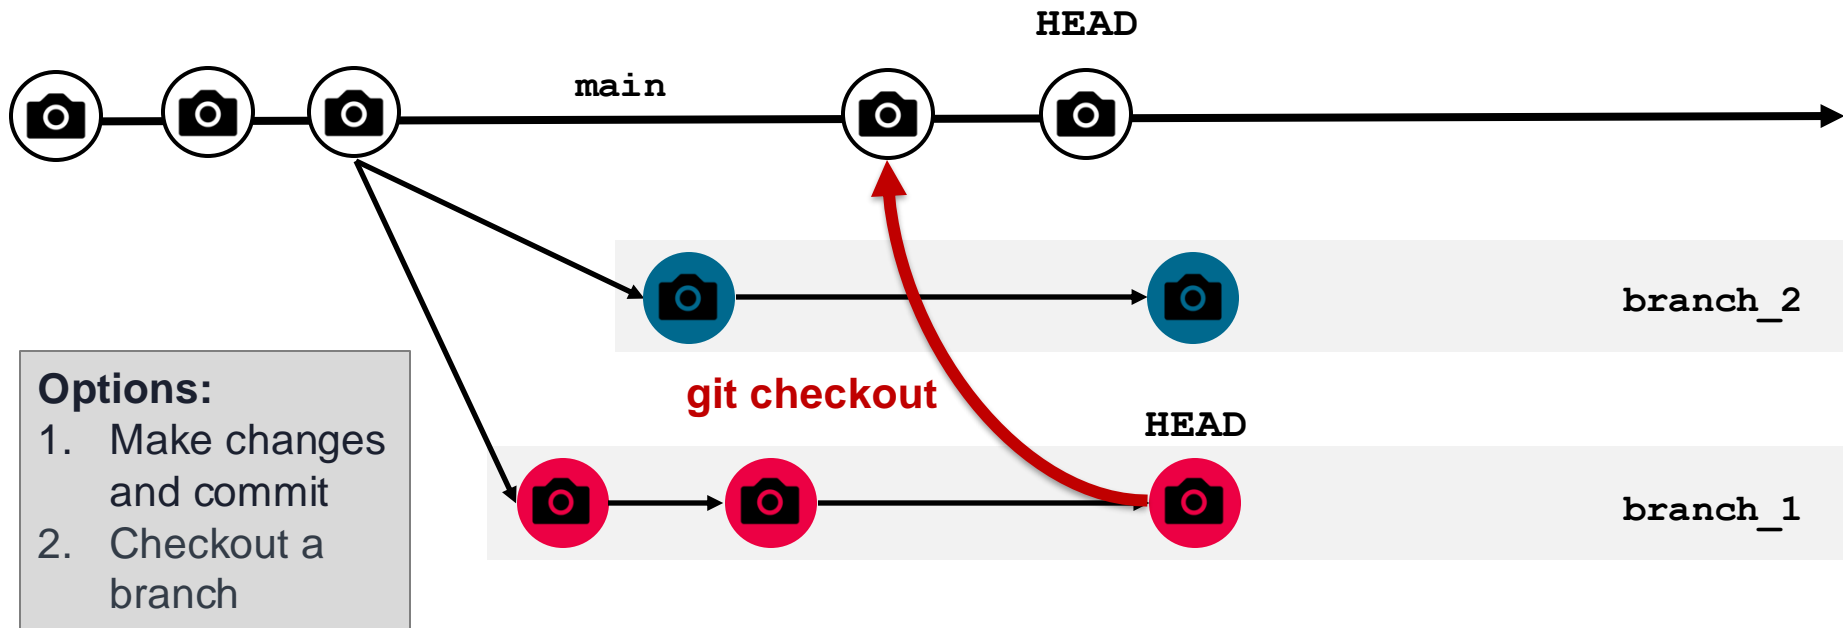 HEAD
main
branch_2
git checkout
Options:
1. Make changes
and commit
2. Checkout a
branch
HEAD
branch_1